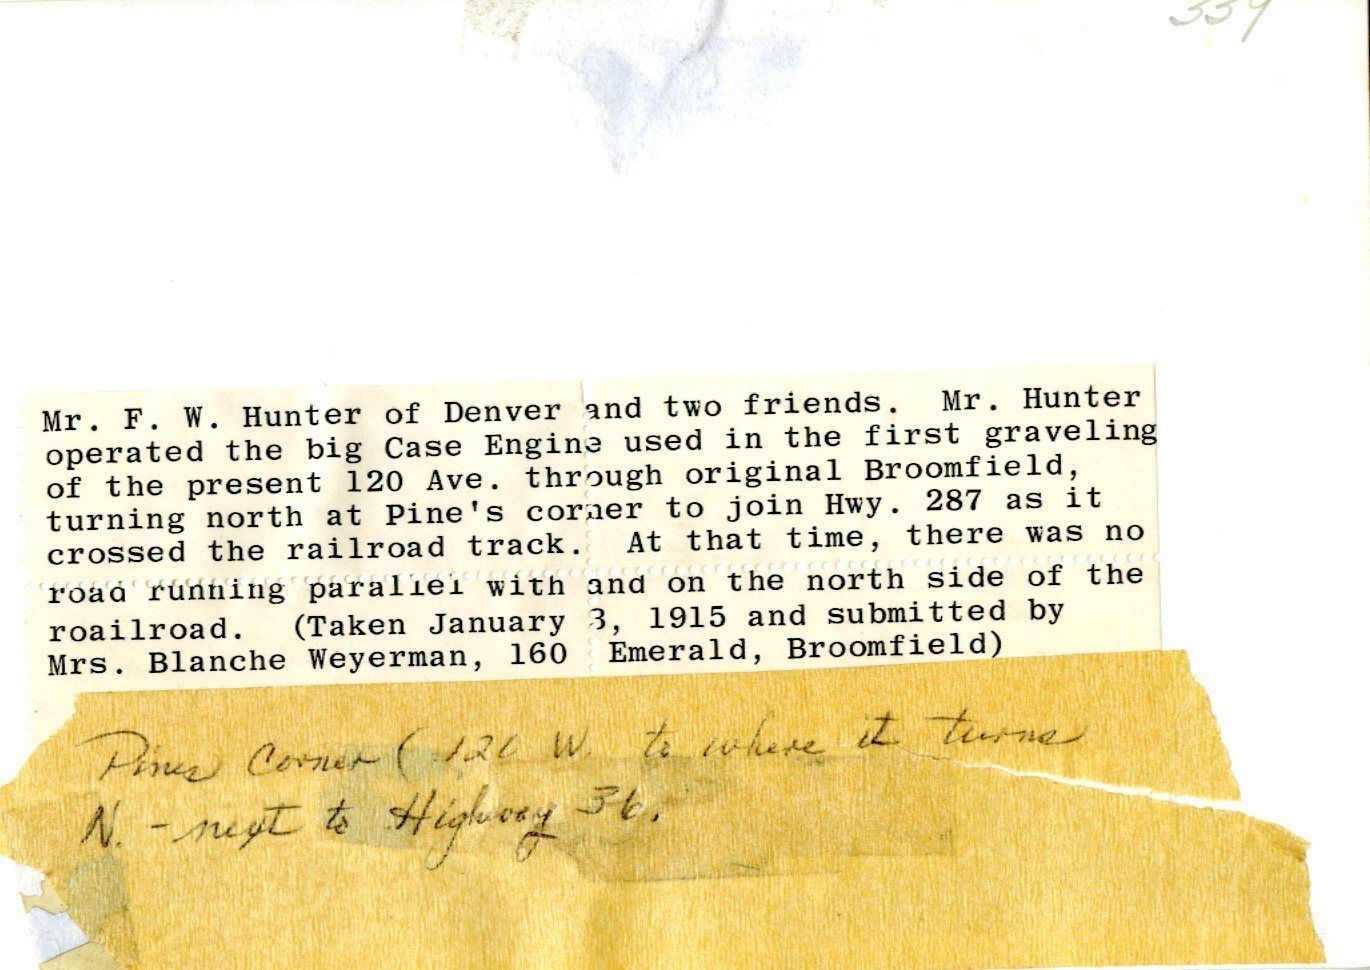 339
Mr. F. W. Hunter of Denver and two friends. Mr. Hunter
operated the big Case Engine used in the first graveling
of the present 120 Ave. through original Broomfield,
turning north at Pine's corner to join Hwy. 287 as it
crossed the railroad track. At that time, there was no
road running parallel with and on the north side of the
roailroad. (Taken January 3, 1915 and submitted by
Mrs. Blanche Weyerman, 160 Emerald, Broomfield)
Pines Corner (120 W. to where it turns
N. - next to Highway 36.